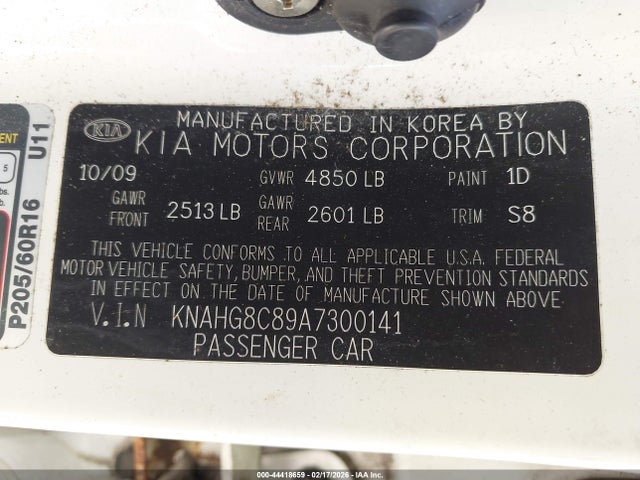 KIA
MANUFACTURED IN KOREA BY
KIA MOTORS CORPORATION
10/09 GVWR 4850 LB PAINT 1D
GAWR FRONT 2513 LB GAWR REAR 2601 LB TRIM S8
THIS VEHICLE CONFORMS TO ALL APPLICABLE U.S.A. FEDERAL
MOTOR VEHICLE SAFETY, BUMPER, AND THEFT PREVENTION STANDARDS
IN EFFECT ON THE DATE OF MANUFACTURE SHOWN ABOVE.
V.I.N KNAHG8C89A7300141
PASSENGER CAR
U11
P205/60R16
5
000-44418659 - 02/17/2026 - IAAI